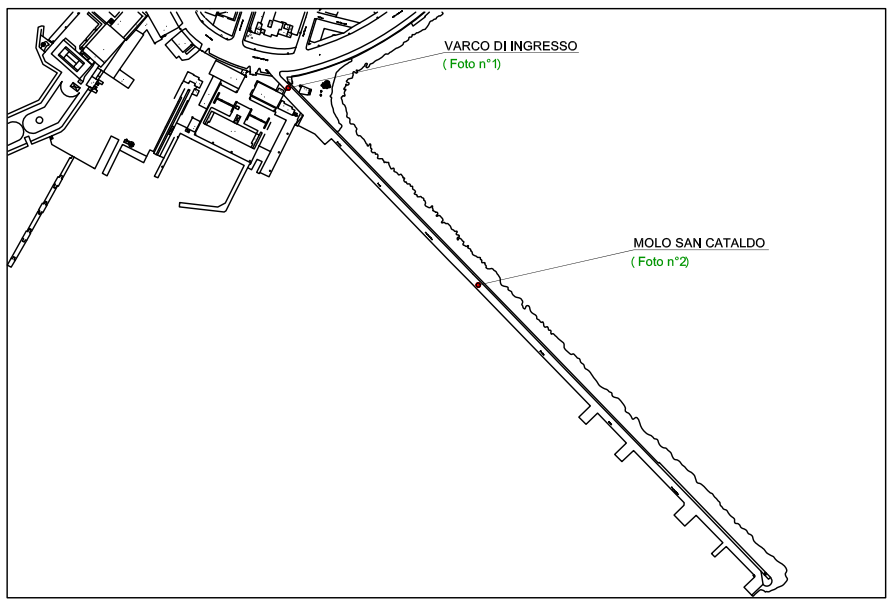 VARCO DI INGRESSO
( Foto n°1)
MOLO SAN CATALDO
( Foto n°2)